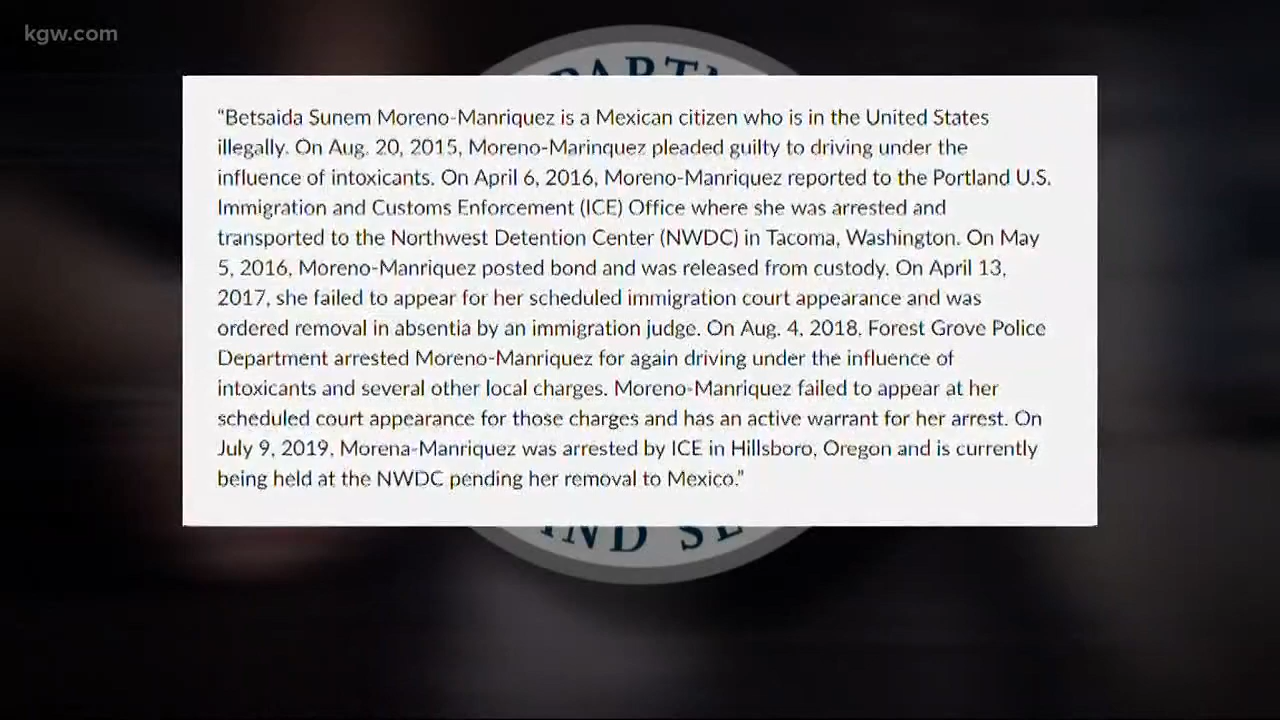 kgw.com
PARTM
“Betsaida Sunem Moreno-Manriquez is a Mexican citizen who is in the United States
illegally. On Aug. 20, 2015, Moreno-Marinquez pleaded guilty to driving under the
influence of intoxicants. On April 6, 2016, Moreno-Manriquez reported to the Portland U.S.
Immigration and Customs Enforcement (ICE) Office where she was arrested and
transported to the Northwest Detention Center (NWDC) in Tacoma, Washington. On May
5, 2016, Moreno-Manriquez posted bond and was released from custody. On April 13,
2017, she failed to appear for her scheduled immigration court appearance and was
ordered removal in absentia by an immigration judge. On Aug. 4, 2018, Forest Grove Police
Department arrested Moreno-Manriquez for again driving under the influence of
intoxicants and several other local charges. Moreno-Manriquez failed to appear at her
scheduled court appearance for those charges and has an active warrant for her arrest. On
July 9, 2019, Morena-Manriquez was arrested by ICE in Hillsboro, Oregon and is currently
being held at the NWDC pending her removal to Mexico.”
IND SE